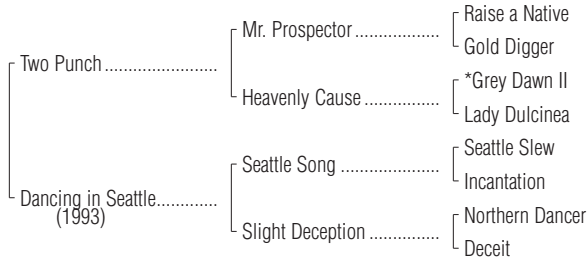 Raise a Native
Mr. Prospector ..................
Gold Digger
Two Punch ........................
*Grey Dawn II
Heavenly Cause ................
Lady Dulcinea
Seattle Slew
Seattle Song .....................
Incantation
Dancing in Seattle.............
(1993)
Northern Dancer
Slight Deception ...............
Deceit